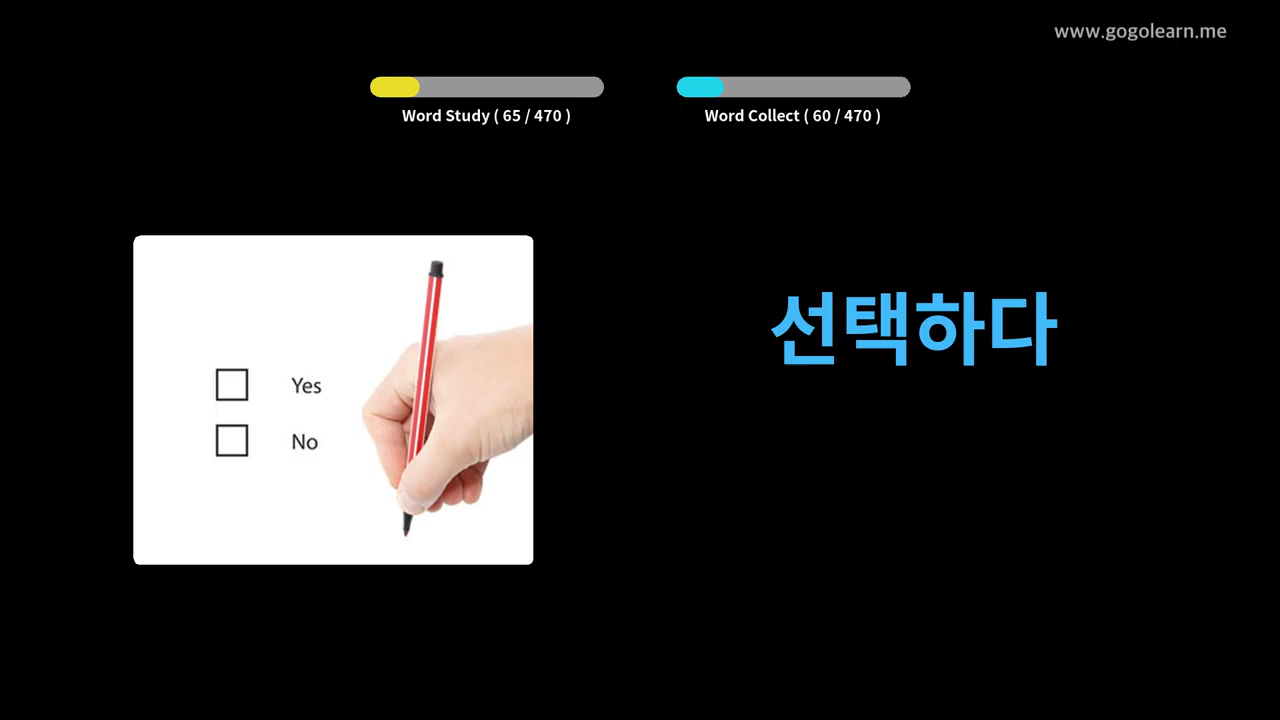 www.gogolearn.me
Word Study ( 65 / 470 )
Word Collect ( 60 / 470 )
Yes
No
선택하다